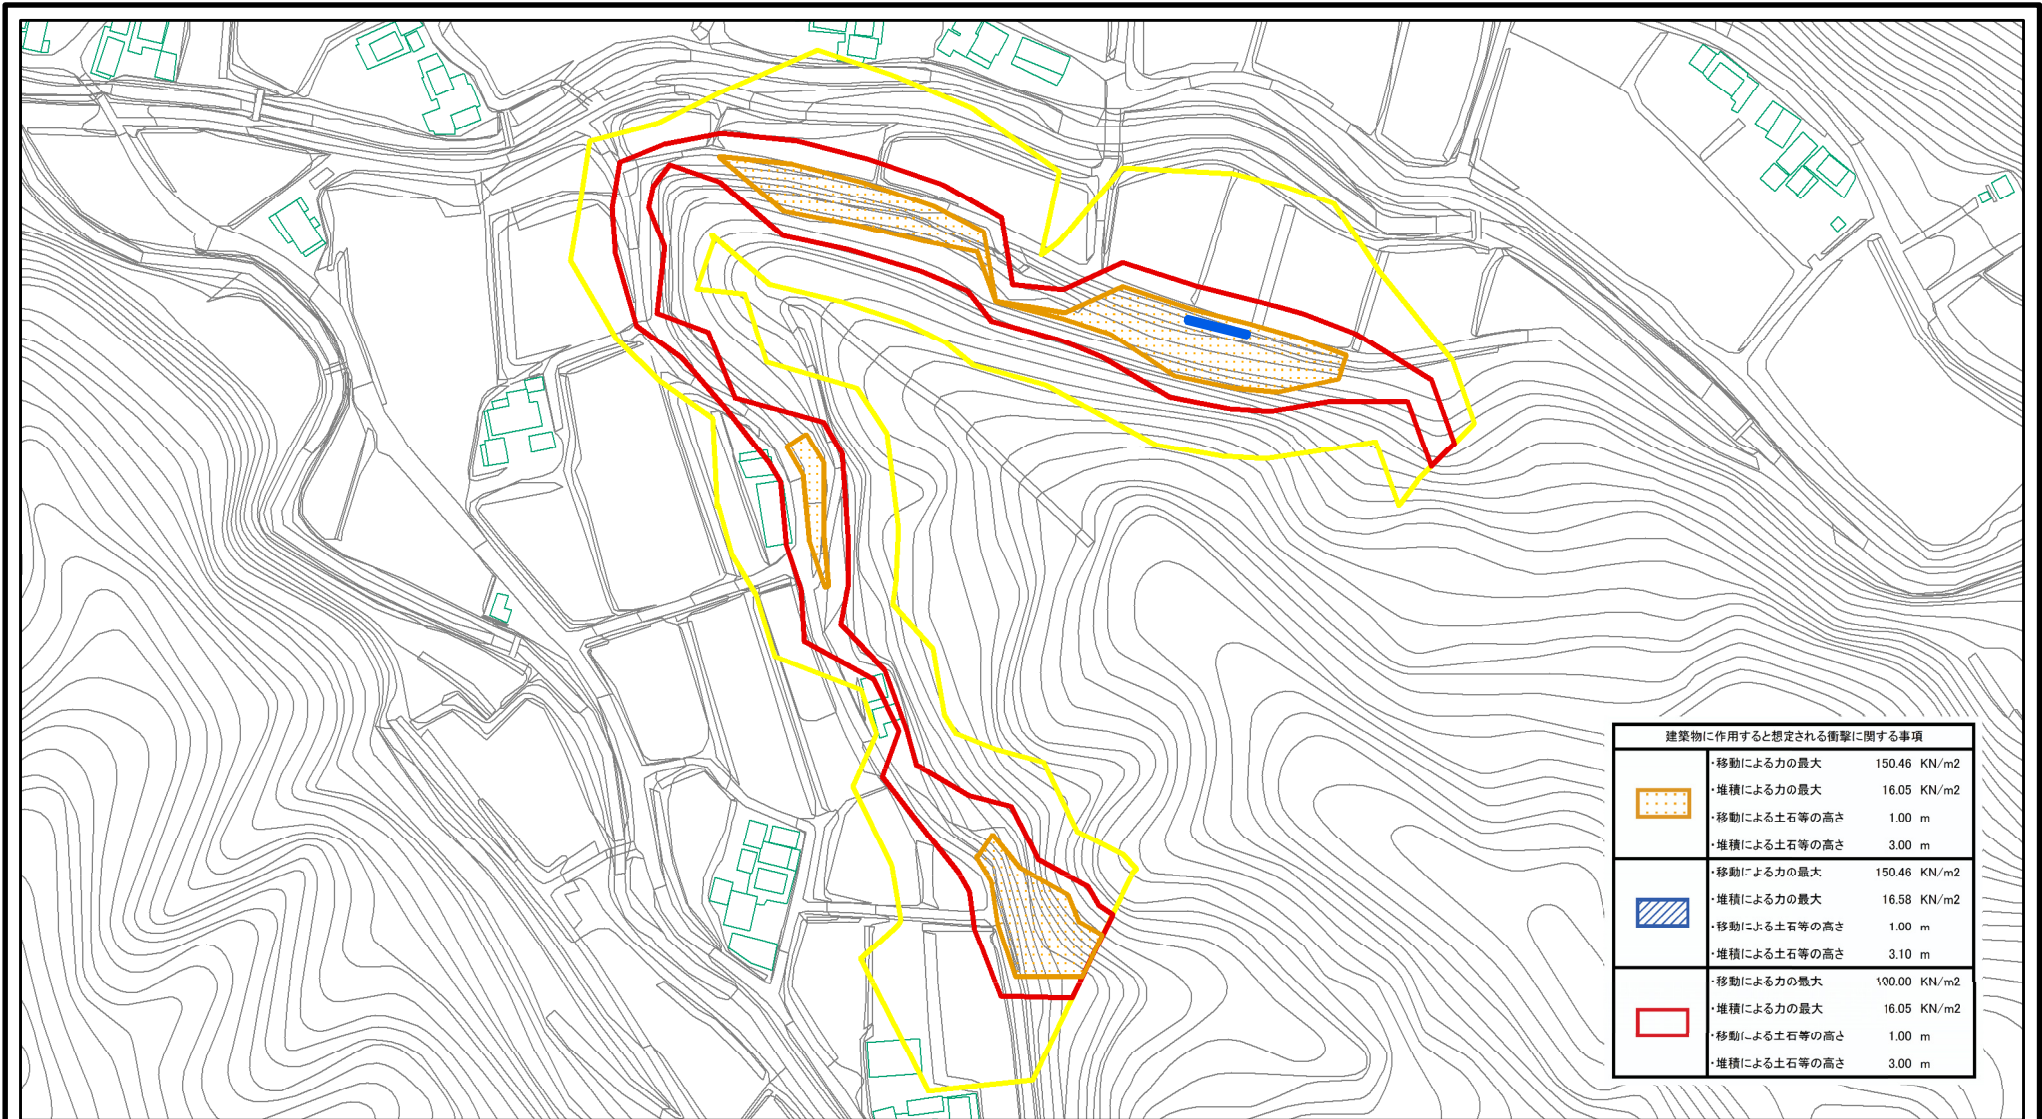 建築物に作用すると想定される衝撃に関する事項
・移動による力の最大 150.46 KN/m2
・堆積による力の最大 16.05 KN/m2
・移動による土石等の高さ 1.00 m
・堆積による土石等の高さ 3.00 m
・移動による力の最大 150.46 KN/m2
・堆積による力の最大 16.58 KN/m2
・移動による土石等の高さ 1.00 m
・堆積による土石等の高さ 3.10 m
・移動による力の最大 100.00 KN/m2
・堆積による力の最大 16.05 KN/m2
・移動による土石等の高さ 1.00 m
・堆積による土石等の高さ 3.00 m